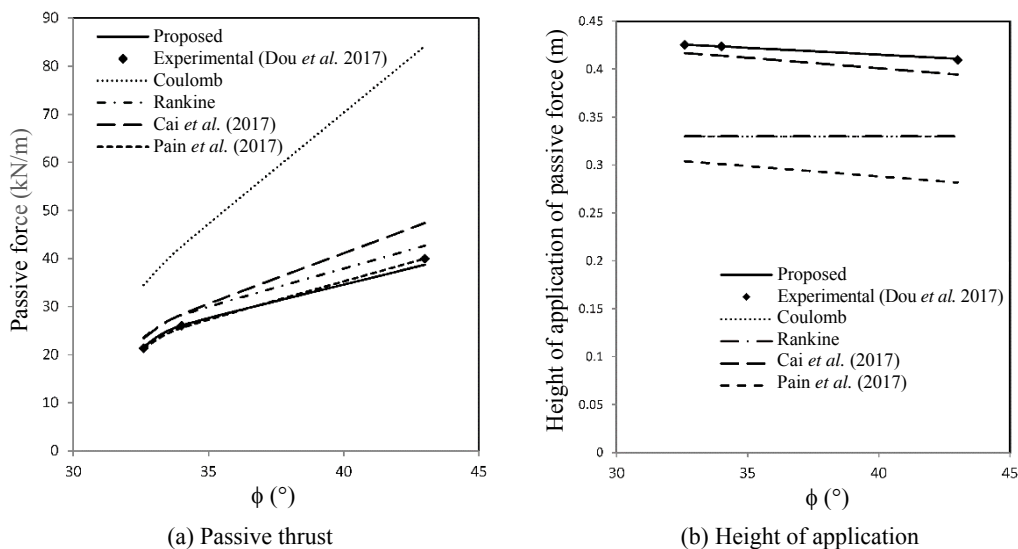 Passive force (kN/m)
90
80
70
60
50
40
30
20
10
0
Proposed
Experimental (Dou et al. 2017)
Coulomb
Rankine
Cai et al. (2017)
Pain et al. (2017)
30
35
40
45
ϕ (°)
(a) Passive thrust
Height of application of passive force (m)
0.45
0.4
0.35
0.3
0.25
0.2
0.15
0.1
0.05
0
Proposed
Experimental (Dou et al. 2017)
Coulomb
Rankine
Cai et al. (2017)
Pain et al. (2017)
30
35
40
45
ϕ (°)
(b) Height of application